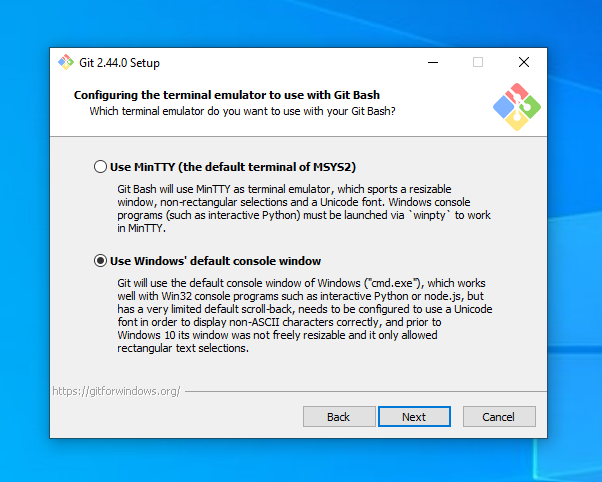 Git 2.44.0 Setup
Configuring the terminal emulator to use with Git Bash
Which terminal emulator do you want to use with your Git Bash?
Use MinTTY (the default terminal of MSYS2)
Git Bash will use MinTTY as terminal emulator, which sports a resizable
window, non-rectangular selections and a Unicode font. Windows console
programs (such as interactive Python) must be launched via `winpty` to work
in MinTTY.
Use Windows' default console window
Git will use the default console window of Windows ("cmd.exe"), which works
well with Win32 console programs such as interactive Python or node.js, but
has a very limited default scroll-back, needs to be configured to use a Unicode
font in order to display non-ASCII characters correctly, and prior to
Windows 10 its window was not freely resizable and it only allowed
rectangular text selections.
https://gitforwindows.org/
Back Next Cancel